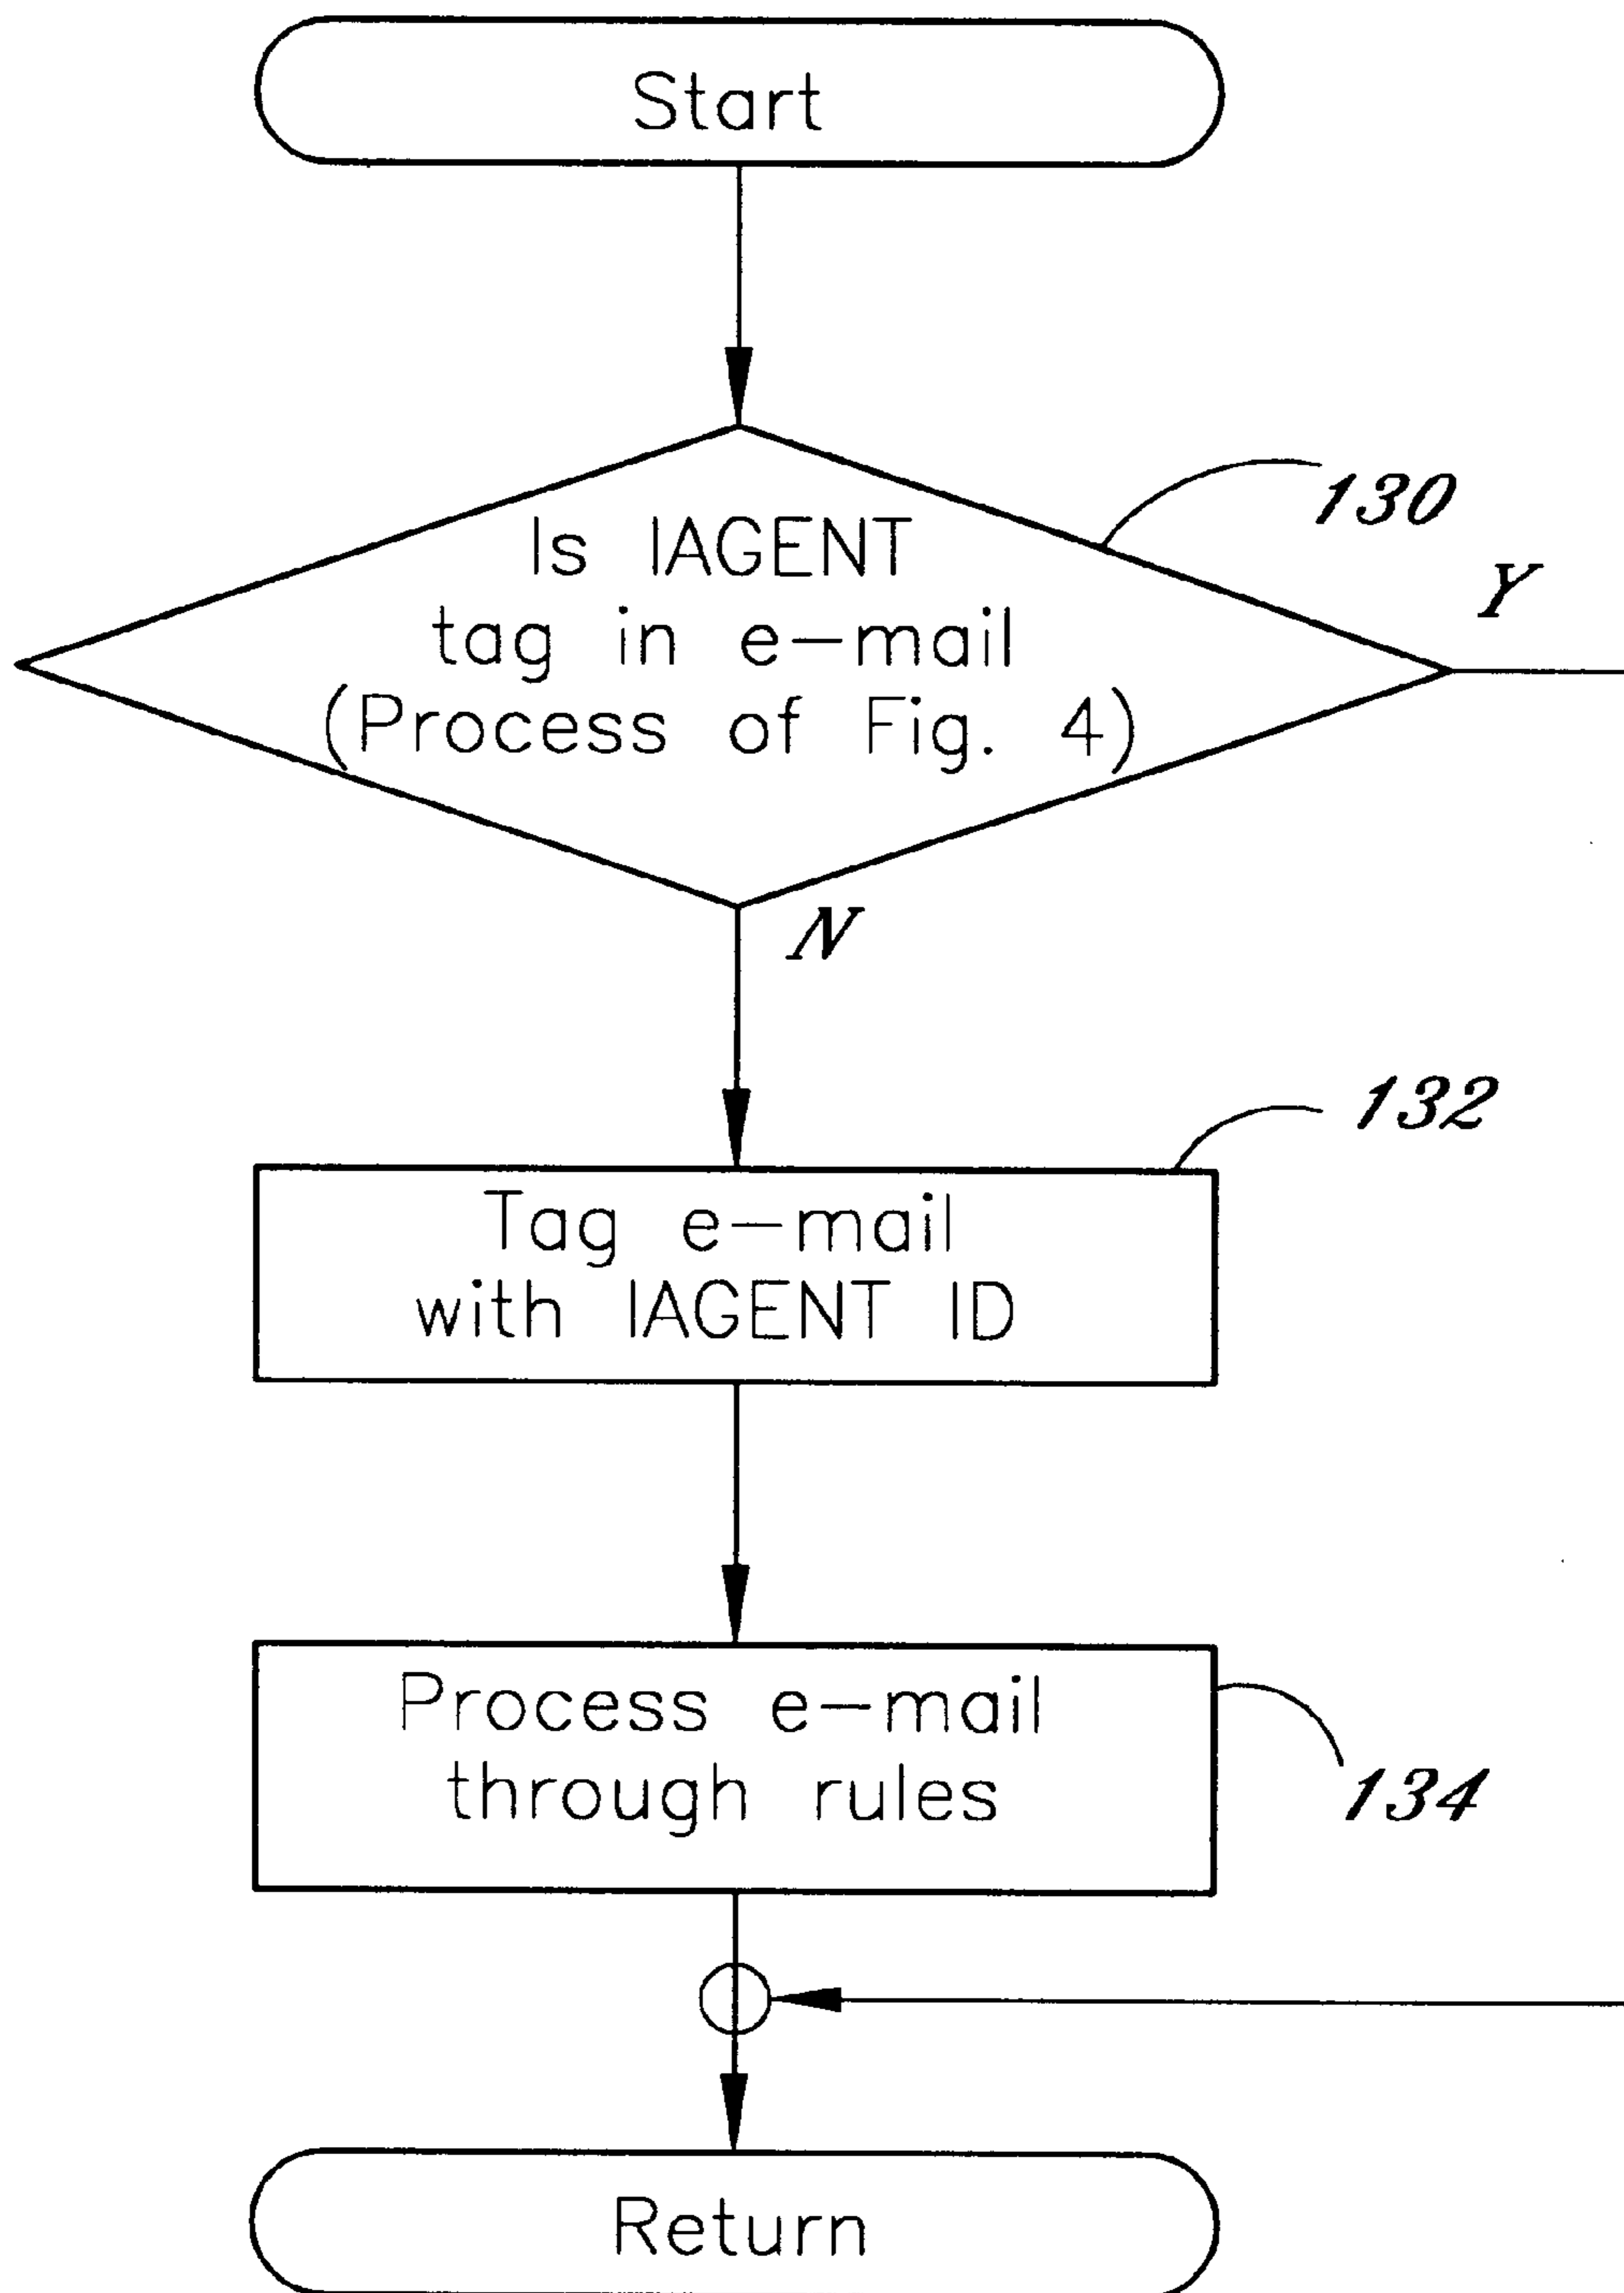 Start
130
Is IAGENT
tag in e-mail
(Process of Fig. 4)
Y
N
132
Tag e-mail
with IAGENT ID
Process e-mail
through rules
134
Return